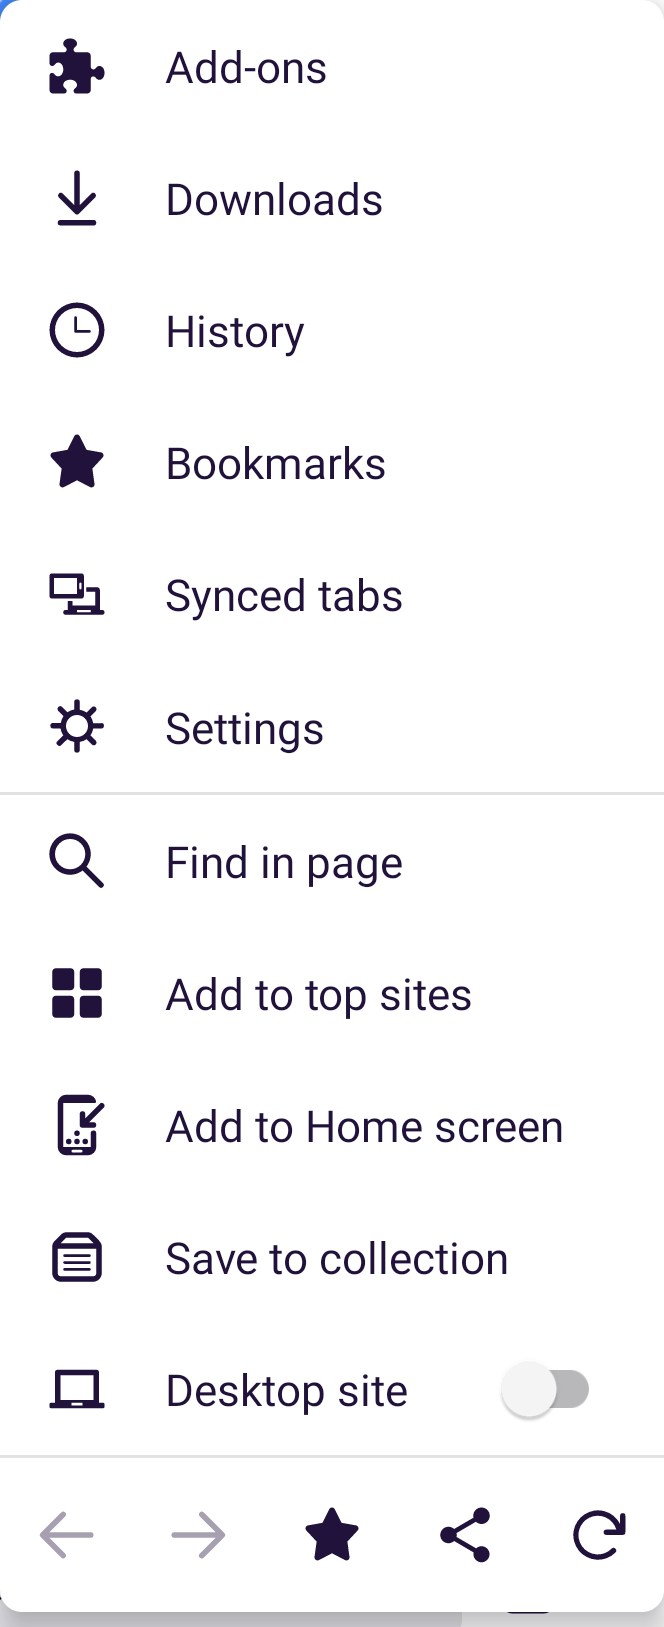 Add-ons
Downloads
History
Bookmarks
Synced tabs
Settings
Find in page
Add to top sites
Add to Home screen
Save to collection
Desktop site